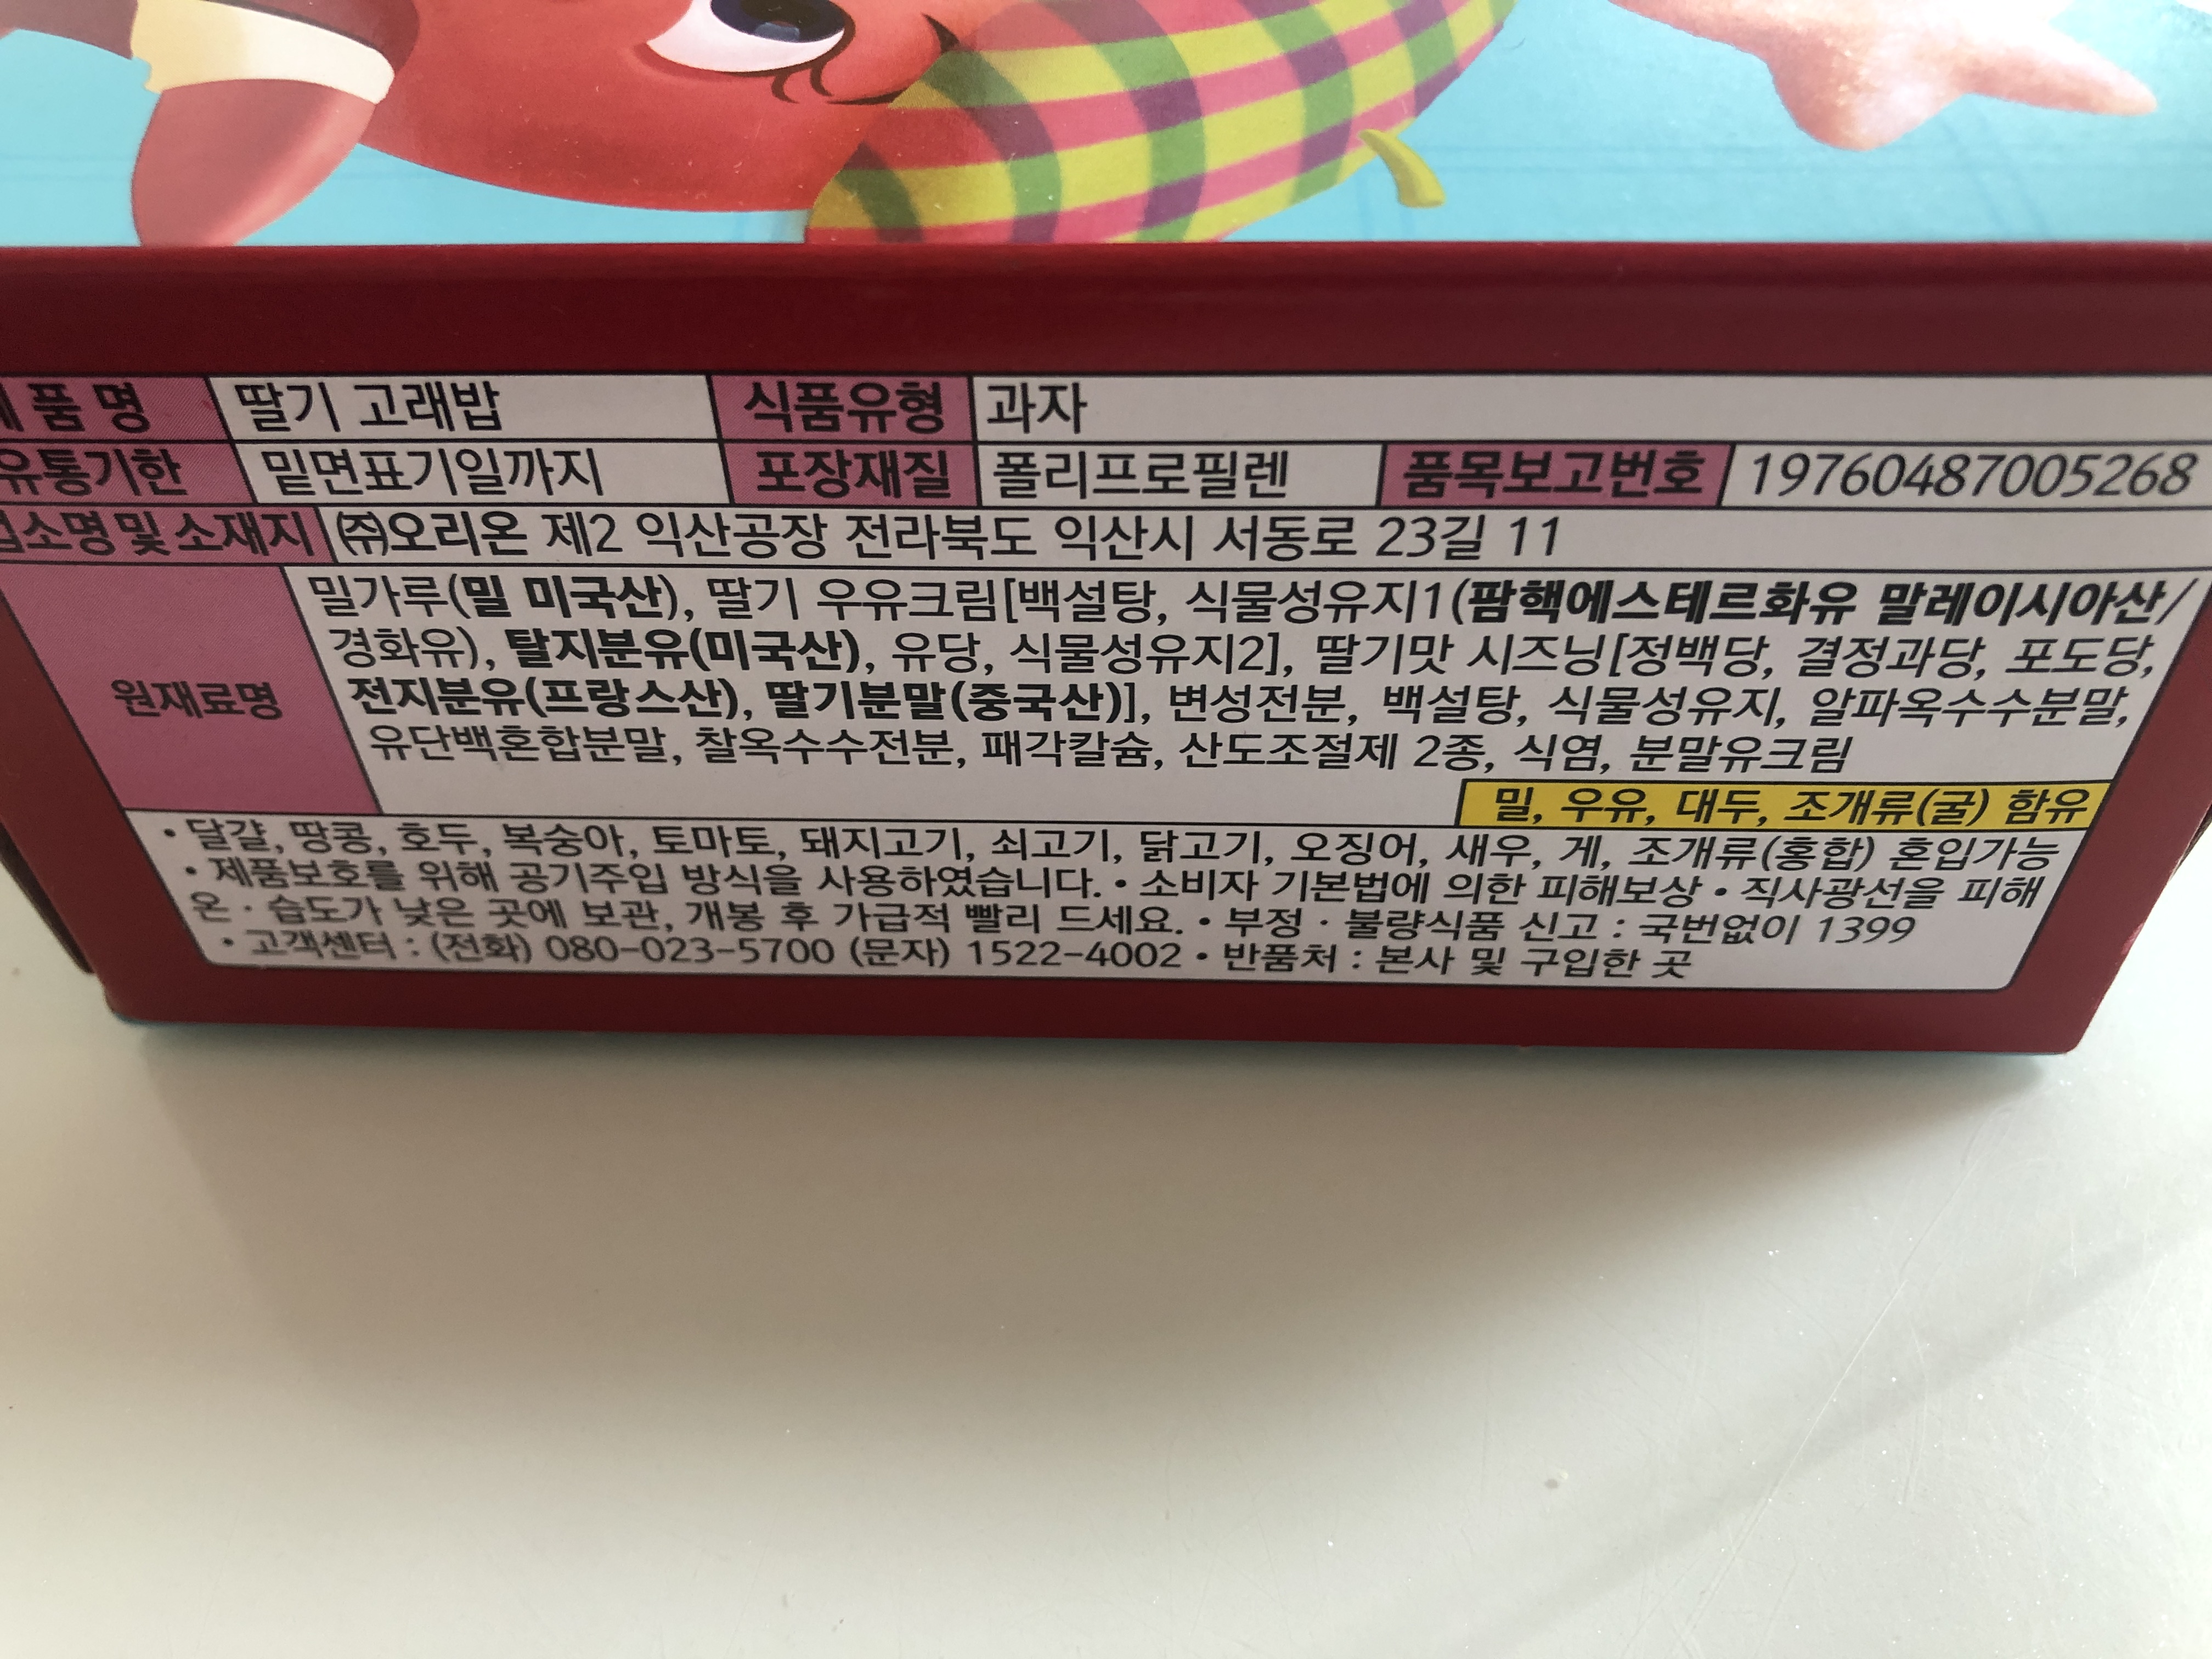 품 명 딸기 고래밥 식품유형 과자
유통기한 밑면표기일까지 포장재질 폴리프로필렌 품목보고번호 19760487005268
업소명 및 소재지 ㈜오리온 제2 익산공장 전라북도 익산시 서동로 23길 11
원재료명
밀가루(밀 미국산), 딸기 우유크림[백설탕, 식물성유지1(팜핵에스테르화유 말레이시아산/
경화유), 탈지분유(미국산), 유당, 식물성유지2], 딸기맛 시즈닝[정백당, 결정과당, 포도당,
전지분유(프랑스산), 딸기분말(중국산)], 변성전분, 백설탕, 식물성유지, 알파옥수수분말,
유단백혼합분말, 찰옥수수전분, 패각칼슘, 산도조절제 2종, 식염, 분말유크림
밀, 우유, 대두, 조개류(굴) 함유
• 달걀, 땅콩, 호두, 복숭아, 토마토, 돼지고기, 쇠고기, 닭고기, 오징어, 새우, 게, 조개류(홍합) 혼입가능
• 제품보호를 위해 공기주입 방식을 사용하였습니다. • 소비자 기본법에 의한 피해보상 • 직사광선을 피해
온 · 습도가 낮은 곳에 보관, 개봉 후 가급적 빨리 드세요. • 부정 · 불량식품 신고 : 국번없이 1399
• 고객센터 : (전화) 080-023-5700 (문자) 1522-4002 • 반품처 : 본사 및 구입한 곳